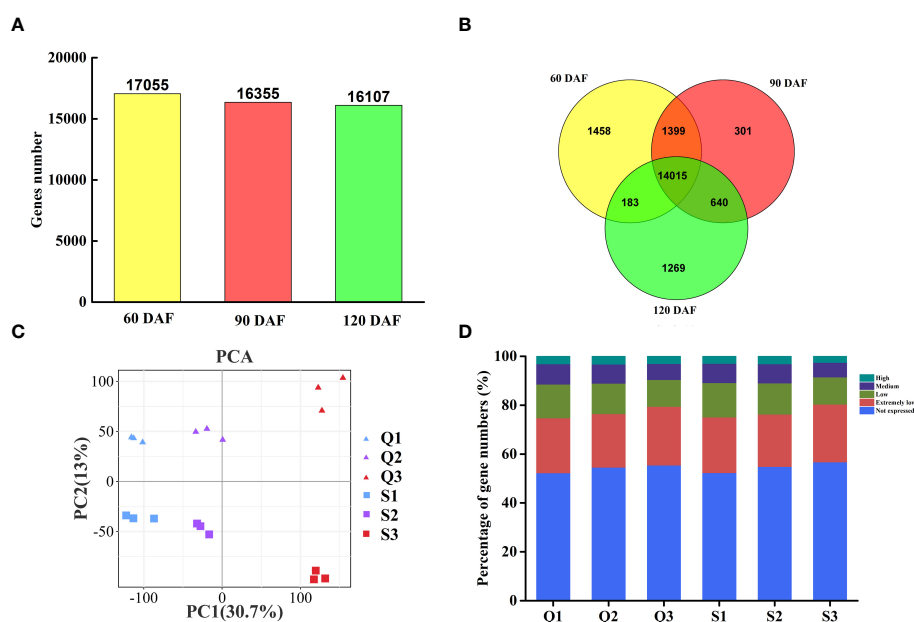 A
20000
15000
10000
5000
0
Genes number
17055
16355
16107
60 DAF
90 DAF
120 DAF
B
60 DAF
90 DAF
1458
1399
301
14015
183
640
1269
120 DAF
C
PCA
100
50
0
-50
PC2(13%)
-100
0
100
PC1(30.7%)
Q1
Q2
Q3
S1
S2
S3
D
100
80
60
40
20
0
Percentage of gene numbers (%)
Q1
Q2
Q3
S1
S2
S3
High
Medium
Low
Extremely low
Not expressed